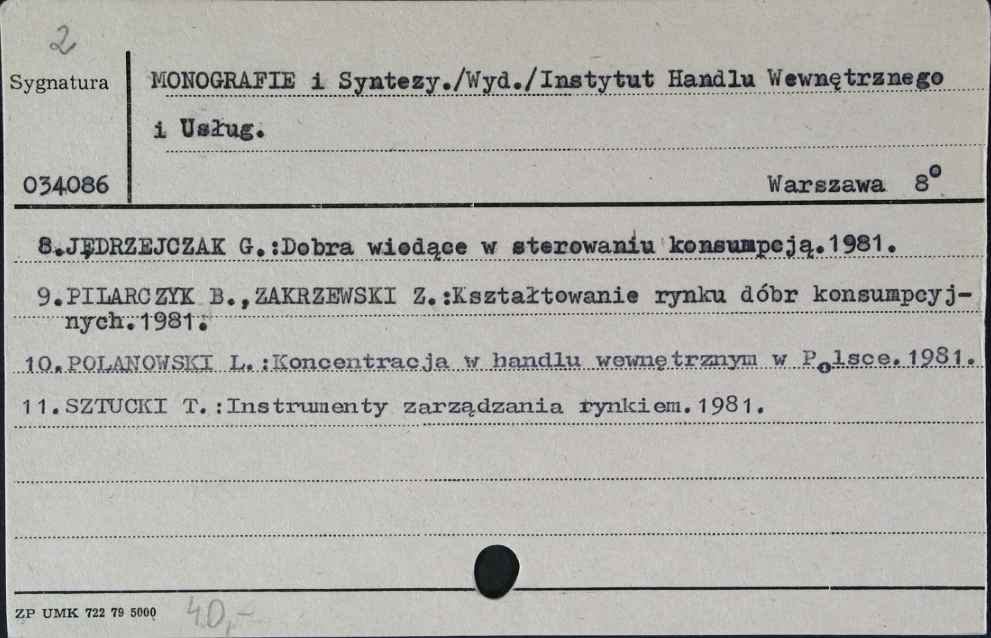 2
Sygnatura
MONOGRAFIE i Syntezy./Wyd./Instytut Handlu Wewnętrznego
i Usług.
034086
Warszawa 8°
8.JĘDRZEJCZAK G.:Dobra wiodące w sterowaniu konsumpcją.1981.
9.PILARCZYK B.,ZAKRZEWSKI Z.:Kształtowanie rynku dóbr konsumpcyj-
nych.1981.
10.POLANOWSKI L.:Koncentracja w handlu wewnętrznym w Polsce.1981.
11.SZTUCKI T.:Instrumenty zarządzania rynkiem.1981.
ZP UMK 722 79 5000
40,-